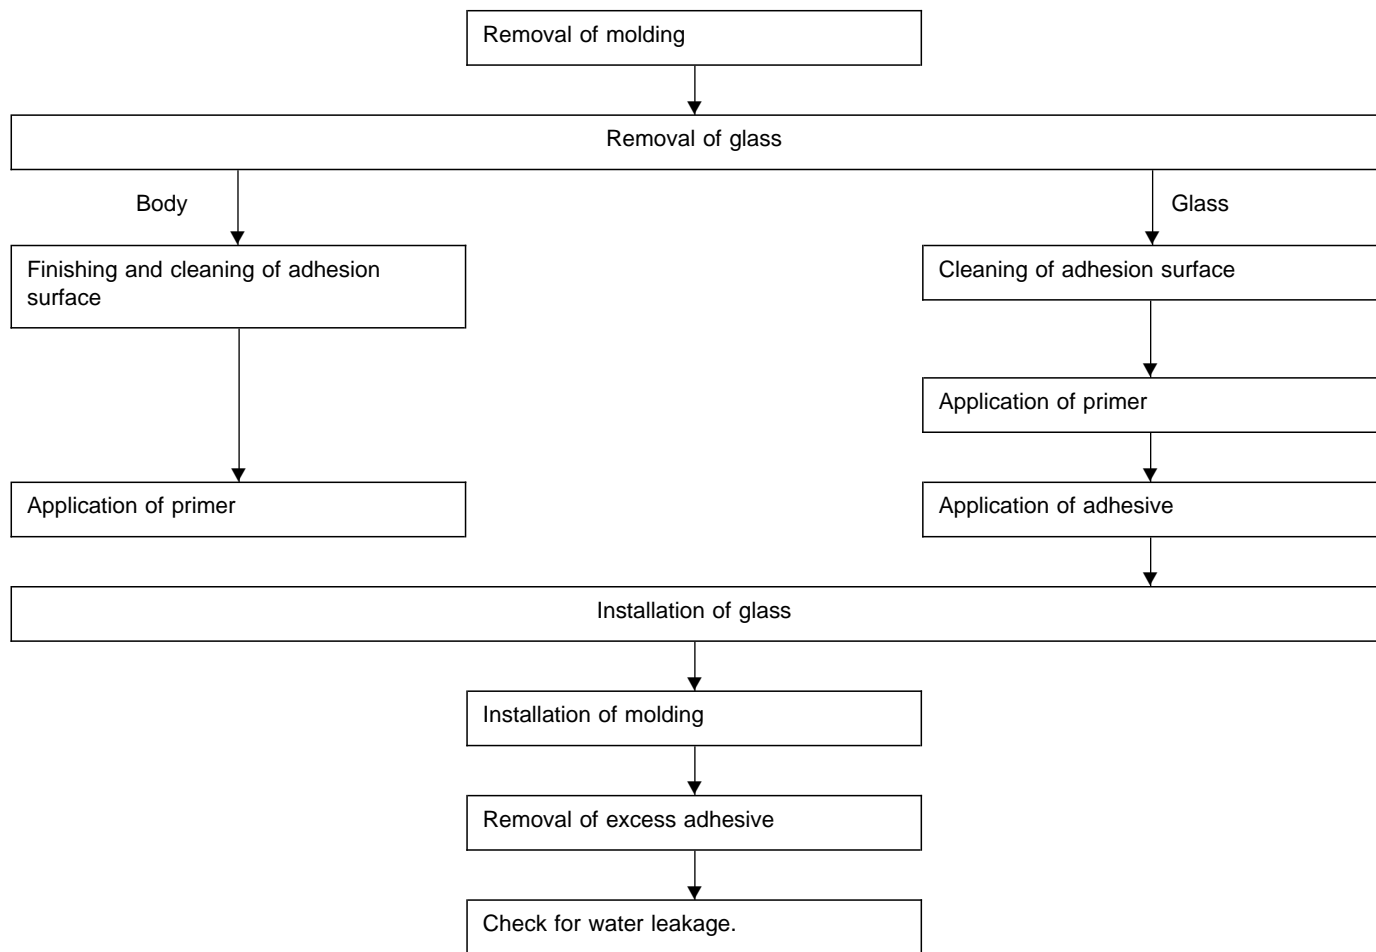 Removal of molding
Removal of glass
Body
Glass
Finishing and cleaning of adhesion
surface
Cleaning of adhesion surface
Application of primer
Application of primer
Application of adhesive
Installation of glass
Installation of molding
Removal of excess adhesive
Check for water leakage.